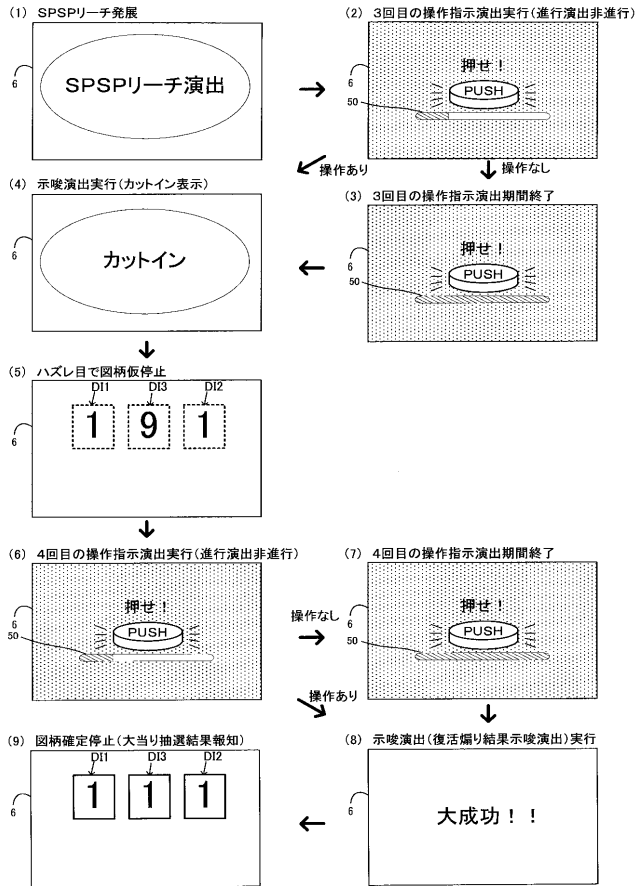 (1) SPSPリーチ発展
6
SPSPリーチ演出
(2) 3回目の操作指示演出実行(進行演出非進行)
6
50
押せ！
PUSH
操作あり
操作なし
(3) 3回目の操作指示演出期間終了
6
50
押せ！
PUSH
(4) 示唆演出実行(カットイン表示)
6
カットイン
(5) ハズレ目で図柄仮停止
DI1 DI3 DI2
6
1 9 1
(6) 4回目の操作指示演出実行(進行演出非進行)
6
50
押せ！
PUSH
操作なし
操作あり
(7) 4回目の操作指示演出期間終了
6
50
押せ！
PUSH
(8) 示唆演出(復活煽り結果示唆演出)実行
6
大成功！！
(9) 図柄確定停止(大当り抽選結果報知)
DI1 DI3 DI2
6
1 1 1